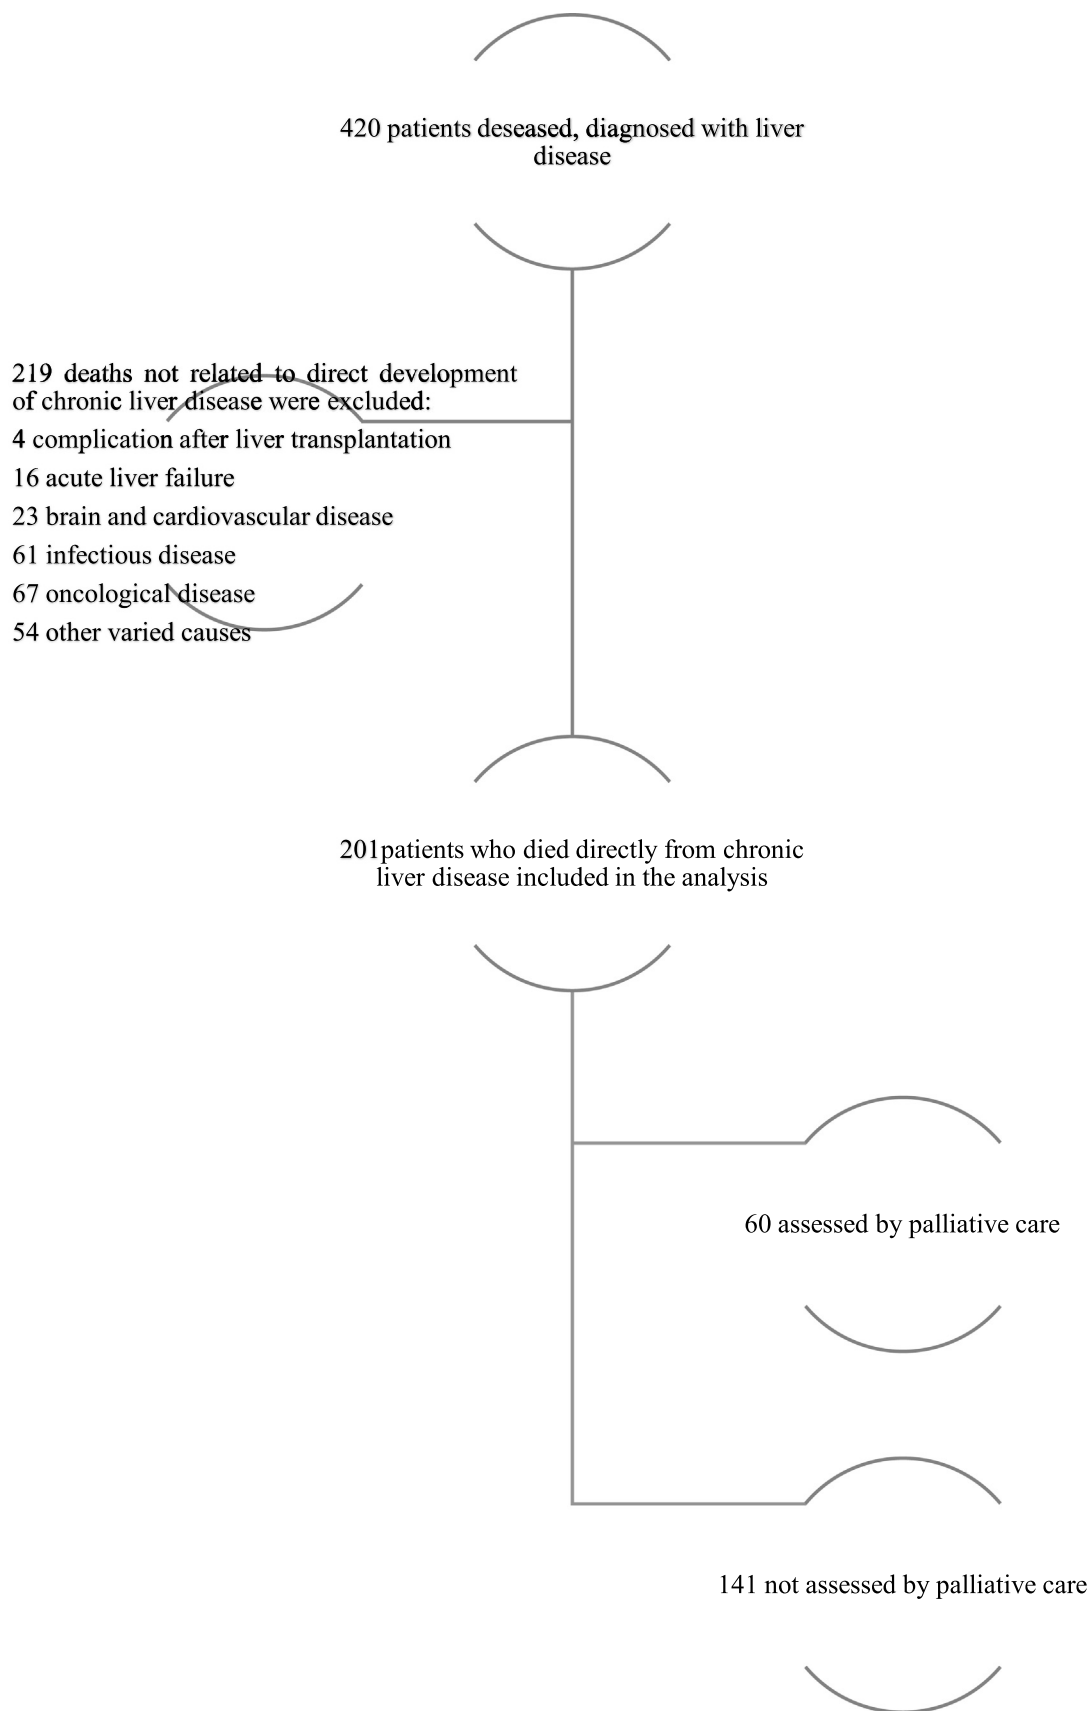 420 patients deseased, diagnosed with liver
disease
219 deaths not related to direct development
of chronic liver disease were excluded:
4 complication after liver transplantation
16 acute liver failure
23 brain and cardiovascular disease
61 infectious disease
67 oncological disease
54 other varied causes
201patients who died directly from chronic
liver disease included in the analysis
60 assessed by palliative care
141 not assessed by palliative care